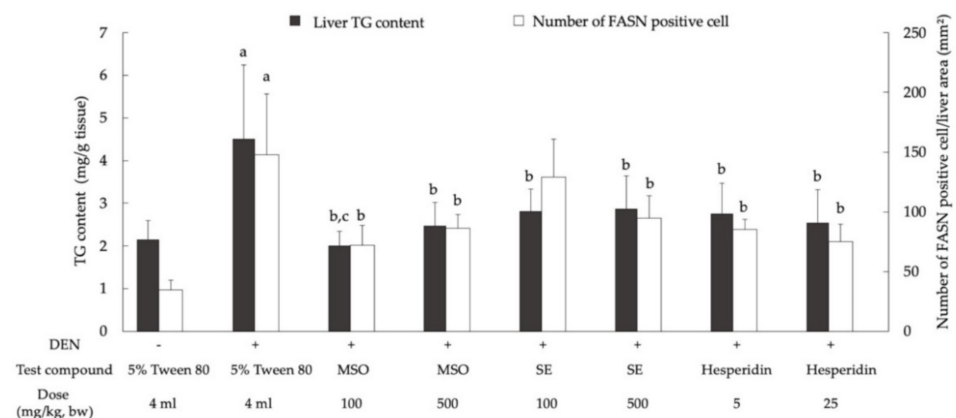 7 ■ Liver TG content □ Number of FASN positive cell 250
6
5
4
3
2
1
0
TG content (mg/g tissue)
200
150
100
50
0
Number of FASN positive cell/liver area (mm²)
a
a
b,c b
b b
b
b b
b b
b b
DEN - + + + + + + +
Test compound 5% Tween 80 5% Tween 80 MSO MSO SE SE Hesperidin Hesperidin
Dose
(mg/kg, bw) 4 ml 4 ml 100 500 100 500 5 25